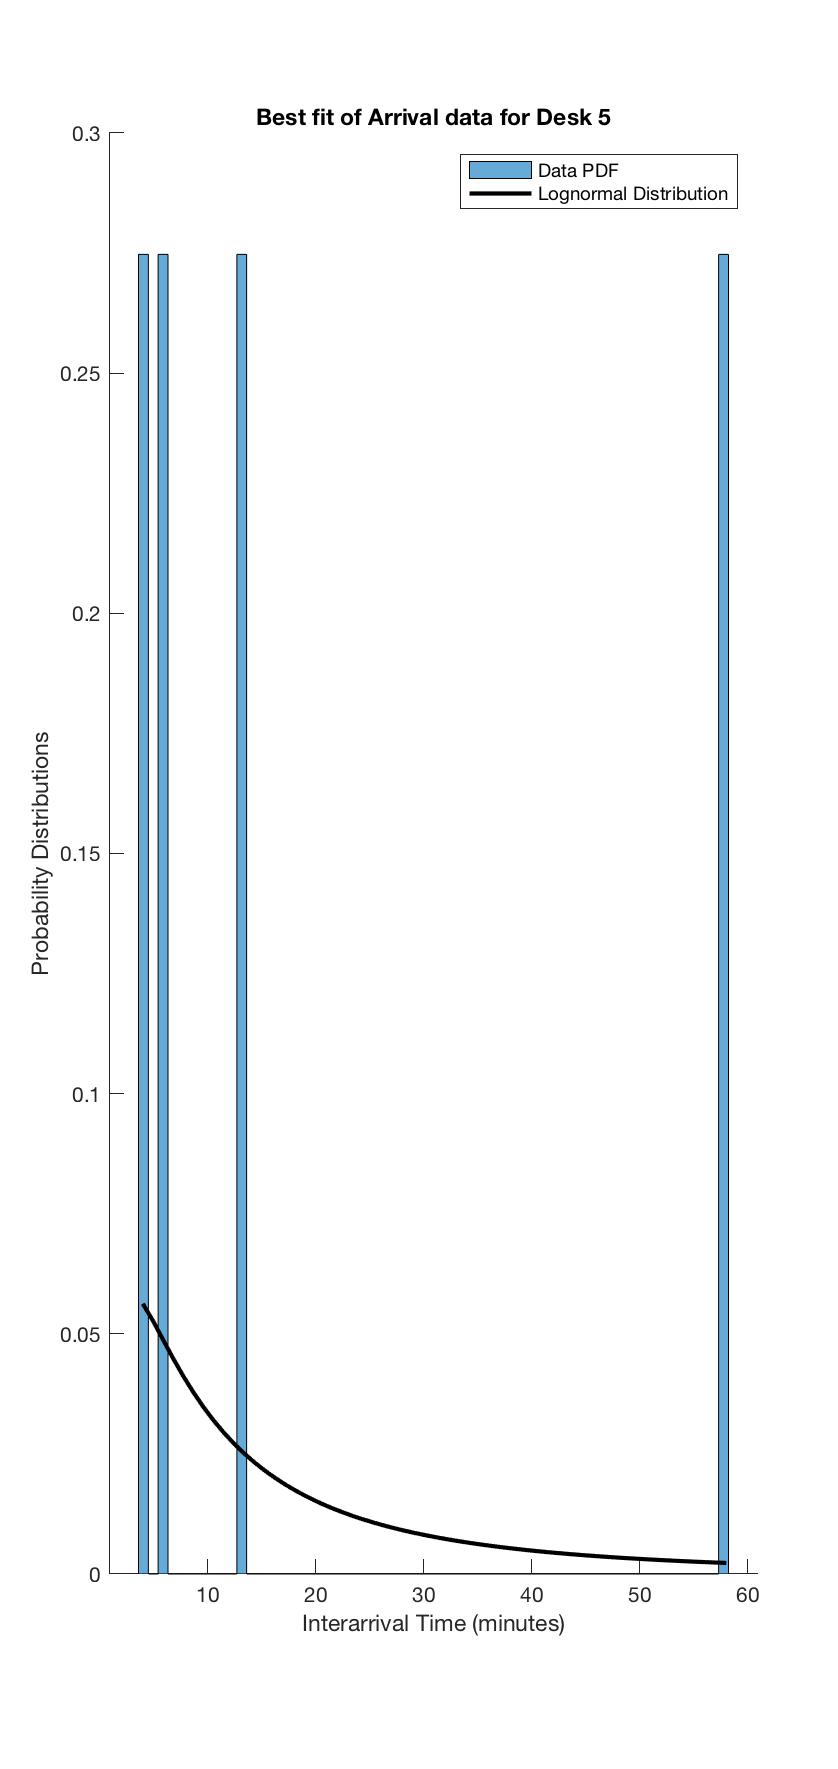 Best fit of Arrival data for Desk 5
Data PDF
Lognormal Distribution
0.3
0.25
0.2
0.15
0.1
0.05
0
Probability Distributions
10 20 30 40 50 60
Interarrival Time (minutes)